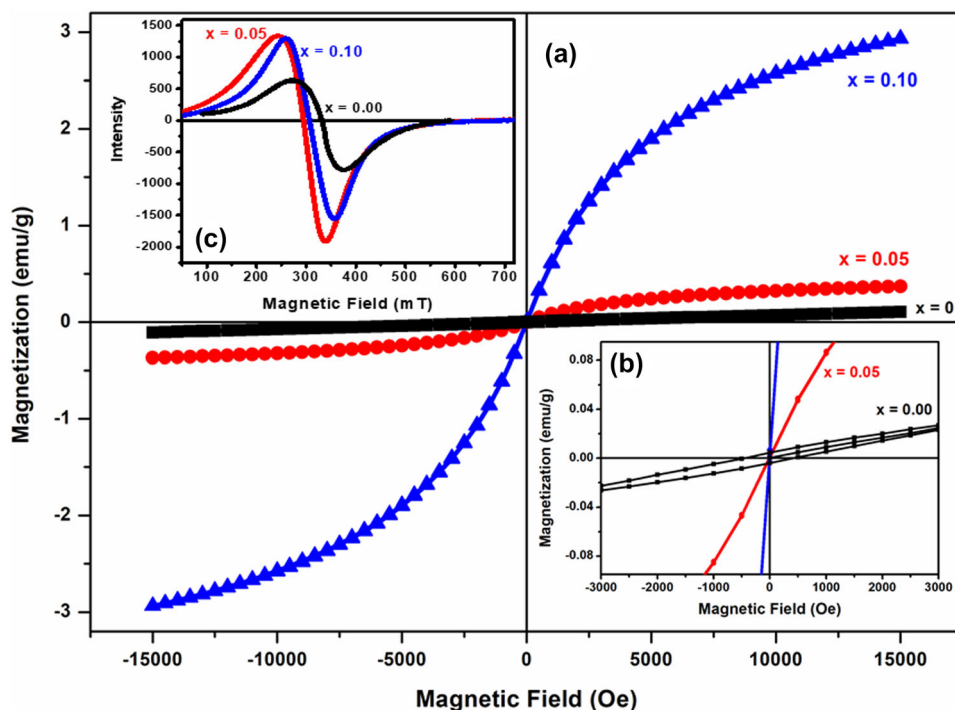 (a)
x = 0.10
x = 0.05
x = 0
Magnetization (emu/g)
3
2
1
0
-1
-2
-3
-15000 -10000 -5000 0 5000 10000 15000
Magnetic Field (Oe)
(c)
x = 0.05
x = 0.10
x = 0.00
Intensity
1500
1000
500
0
-500
-1000
-1500
-2000
100 200 300 400 500 600 700
Magnetic Field (mT)
(b)
x = 0.05
x = 0.00
Magnetization (emu/g)
0.08
0.04
0.00
-0.04
-0.08
-3000 -2000 -1000 0 1000 2000 3000
Magnetic Field (Oe)